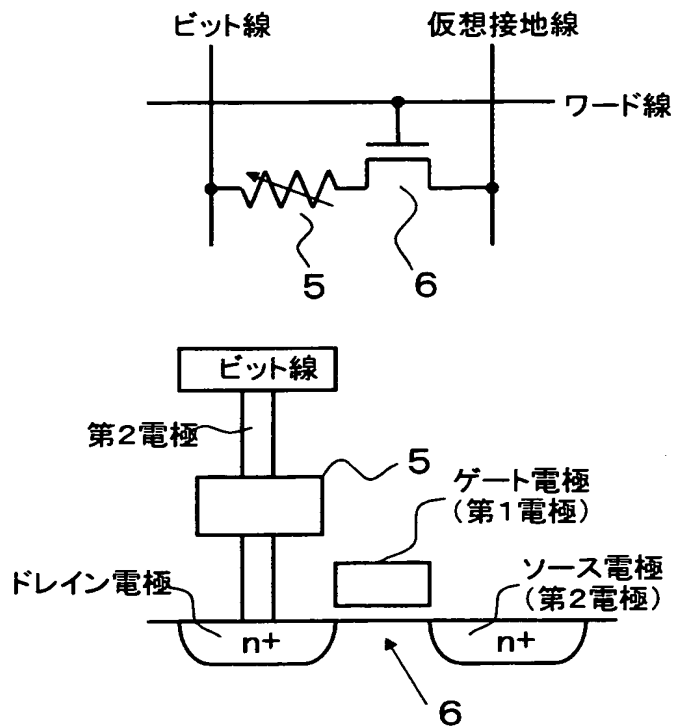 ビット線
仮想接地線
ワード線
5
6
ビット線
第2電極
5
ゲート電極
(第1電極)
ドレイン電極
ソース電極
(第2電極)
n+
n+
6